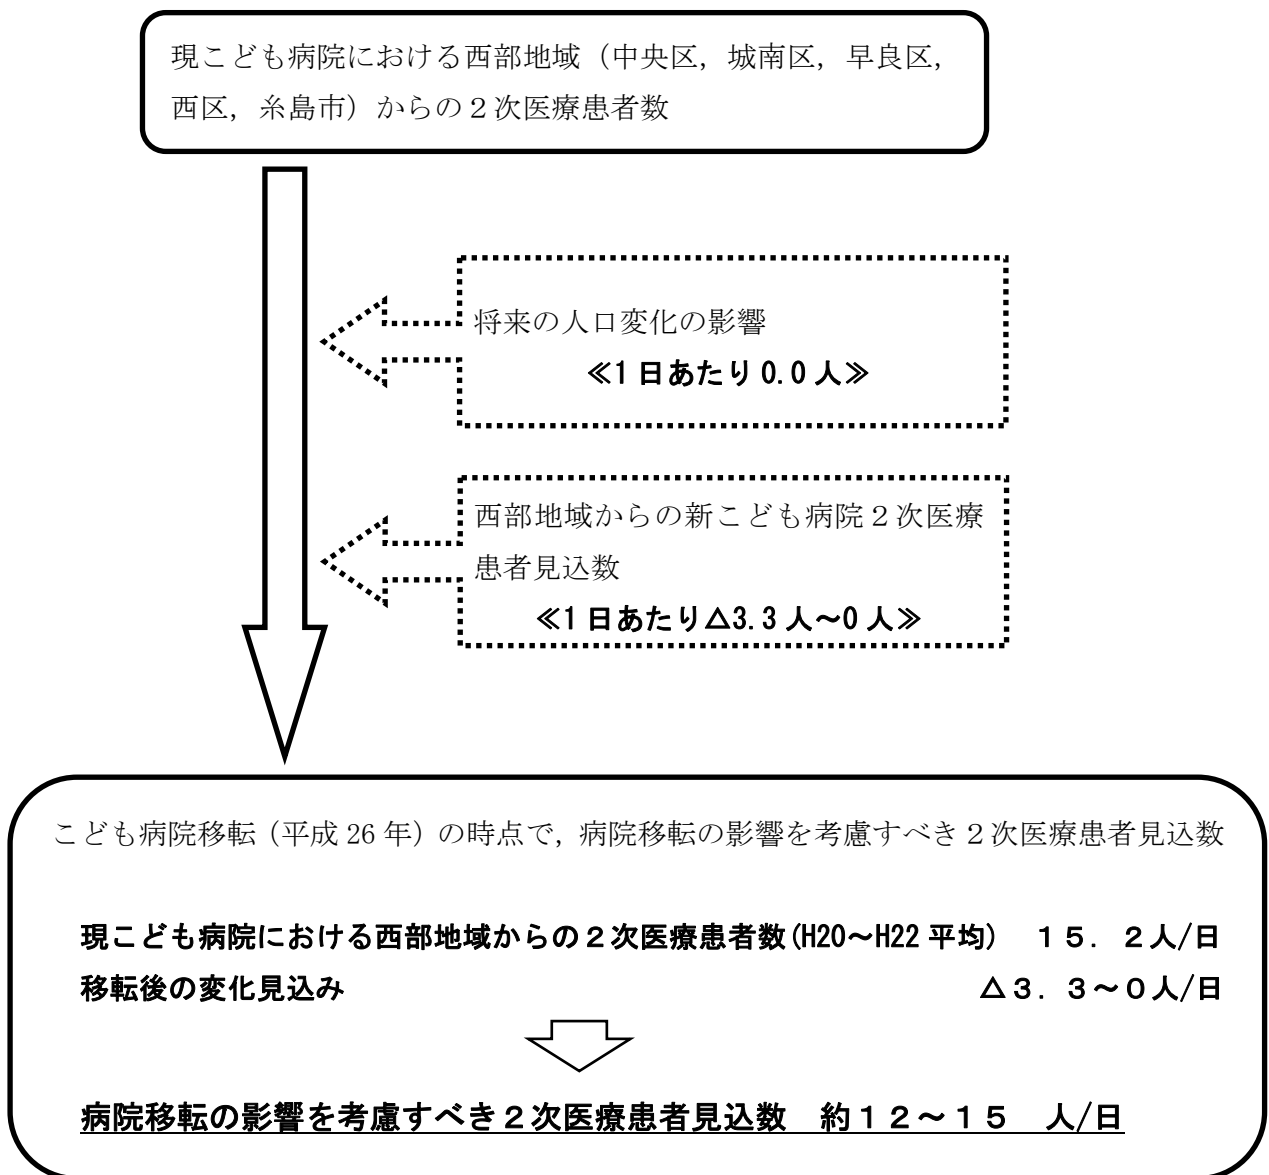 現こども病院における西部地域（中央区，城南区，早良区，
西区，糸島市）からの２次医療患者数
将来の人口変化の影響
≪1 日あたり 0.0 人≫
西部地域からの新こども病院２次医療
患者見込数
≪1 日あたり△3.3 人～0 人≫
こども病院移転（平成 26 年）の時点で，病院移転の影響を考慮すべき２次医療患者見込数
現こども病院における西部地域からの２次医療患者数(H20～H22 平均)　１５．２人/日
移転後の変化見込み　△３．３～０人/日
病院移転の影響を考慮すべき２次医療患者見込数　約１２～１５　人/日